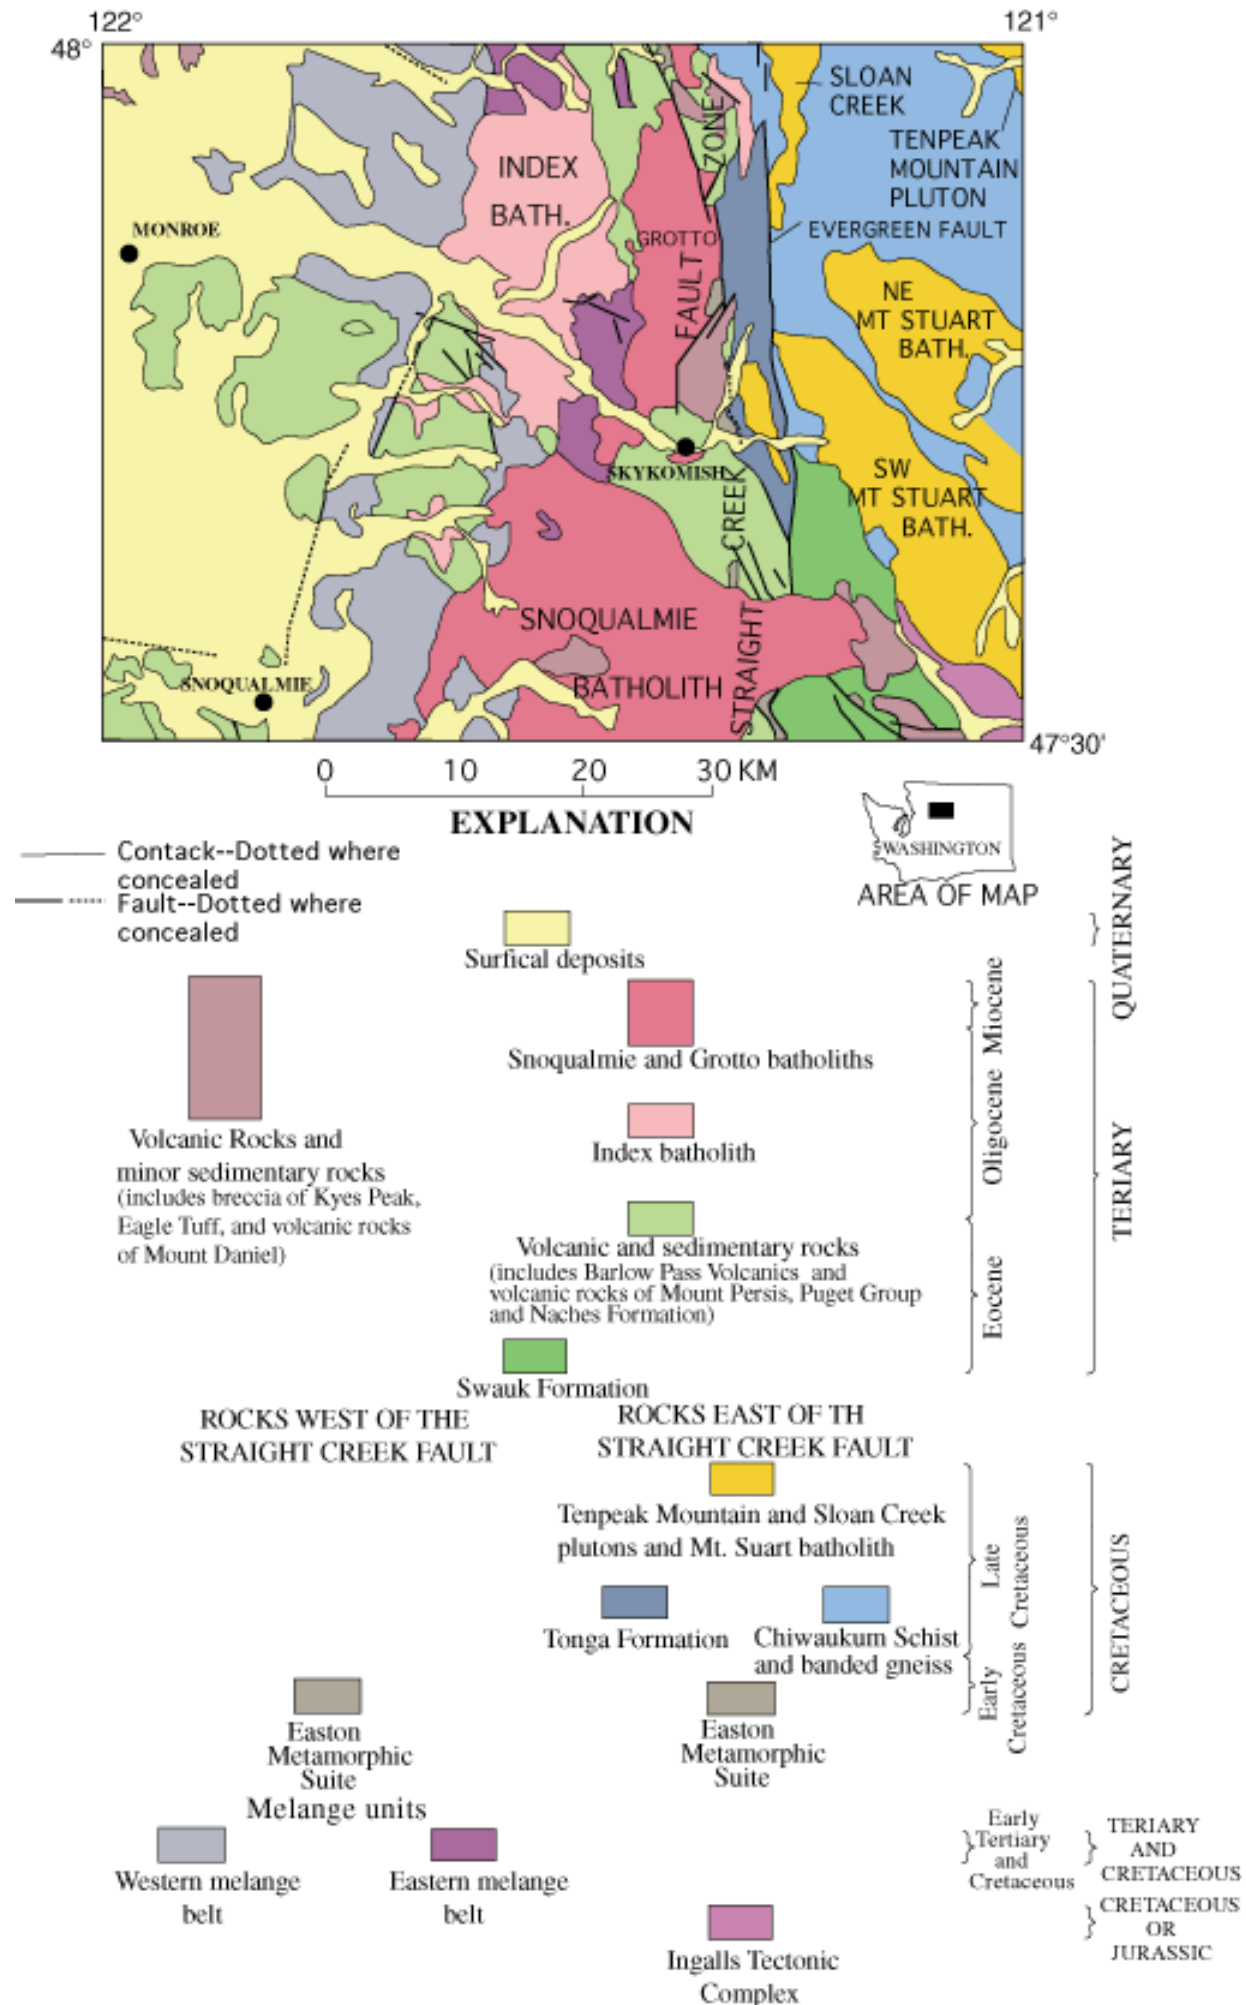 122°
121°
48°
SLOAN
CREEK
TENPEAK
MOUNTAIN
PLUTON
ZONE
INDEX
BATH.
MONROE
EVERGREEN FAULT
GROTTO
FAULT
NE
MT STUART
BATH.
SKYKOMISH
SW
MT STUART
BATH.
CREEK
SNOQUALMIE
BATHOLITH
STRAIGHT
SNOQUALMIE
47°30'
0 10 20 30 KM
EXPLANATION
WASHINGTON
AREA OF MAP
Contack--Dotted where
concealed
Fault--Dotted where
concealed
Surfical deposits
QUATERNARY
Snoqualmie and Grotto batholiths
Miocene
Volcanic Rocks and
minor sedimentary rocks
(includes breccia of Kyes Peak,
Eagle Tuff, and volcanic rocks
of Mount Daniel)
Index batholith
Oligocene
TERIARY
Volcanic and sedimentary rocks
(includes Barlow Pass Volcanics and
volcanic rocks of Mount Persis, Puget Group
and Naches Formation)
Eocene
Swauk Formation
ROCKS WEST OF THE
STRAIGHT CREEK FAULT
ROCKS EAST OF TH
STRAIGHT CREEK FAULT
Tenpeak Mountain and Sloan Creek
plutons and Mt. Suart batholith
Late
Cretaceous
CRETACEOUS
Tonga Formation
Chiwaukum Schist
and banded gneiss
Early
Cretaceous
Easton
Metamorphic
Suite
Easton
Metamorphic
Suite
Melange units
Western melange
belt
Eastern melange
belt
Early
Tertiary
and
Cretaceous
TERIARY
AND
CRETACEOUS
Ingalls Tectonic
Complex
CRETACEOUS
OR
JURASSIC